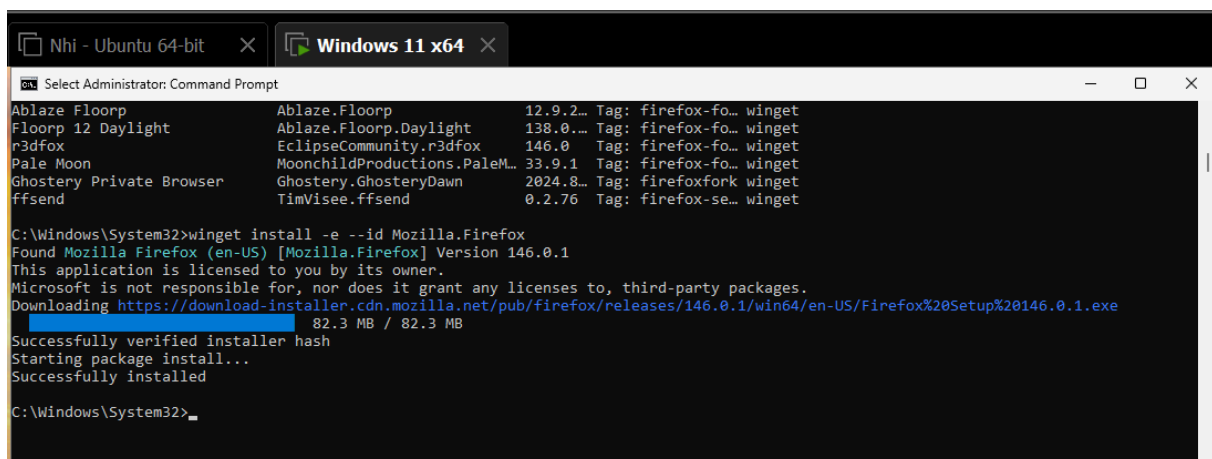 Nhi - Ubuntu 64-bit
Windows 11 x64
Select Administrator: Command Prompt
Ablaze Floorp Ablaze.Floorp 12.9.2… Tag: firefox-fo… winget
Floorp 12 Daylight Ablaze.Floorp.Daylight 138.0.… Tag: firefox-fo… winget
r3dfox EclipseCommunity.r3dfox 146.0 Tag: firefox-fo… winget
Pale Moon MoonchildProductions.PaleM… 33.9.1 Tag: firefox-fo… winget
Ghostery Private Browser Ghostery.GhosteryDawn 2024.8… Tag: firefoxfork winget
ffsend TimVisee.ffsend 0.2.76 Tag: firefox-se… winget
C:\Windows\System32>winget install -e --id Mozilla.Firefox
Found Mozilla Firefox (en-US) [Mozilla.Firefox] Version 146.0.1
This application is licensed to you by its owner.
Microsoft is not responsible for, nor does it grant any licenses to, third-party packages.
Downloading https://download-installer.cdn.mozilla.net/pub/firefox/releases/146.0.1/win64/en-US/Firefox%20Setup%20146.0.1.exe
82.3 MB / 82.3 MB
Successfully verified installer hash
Starting package install...
Successfully installed
C:\Windows\System32>